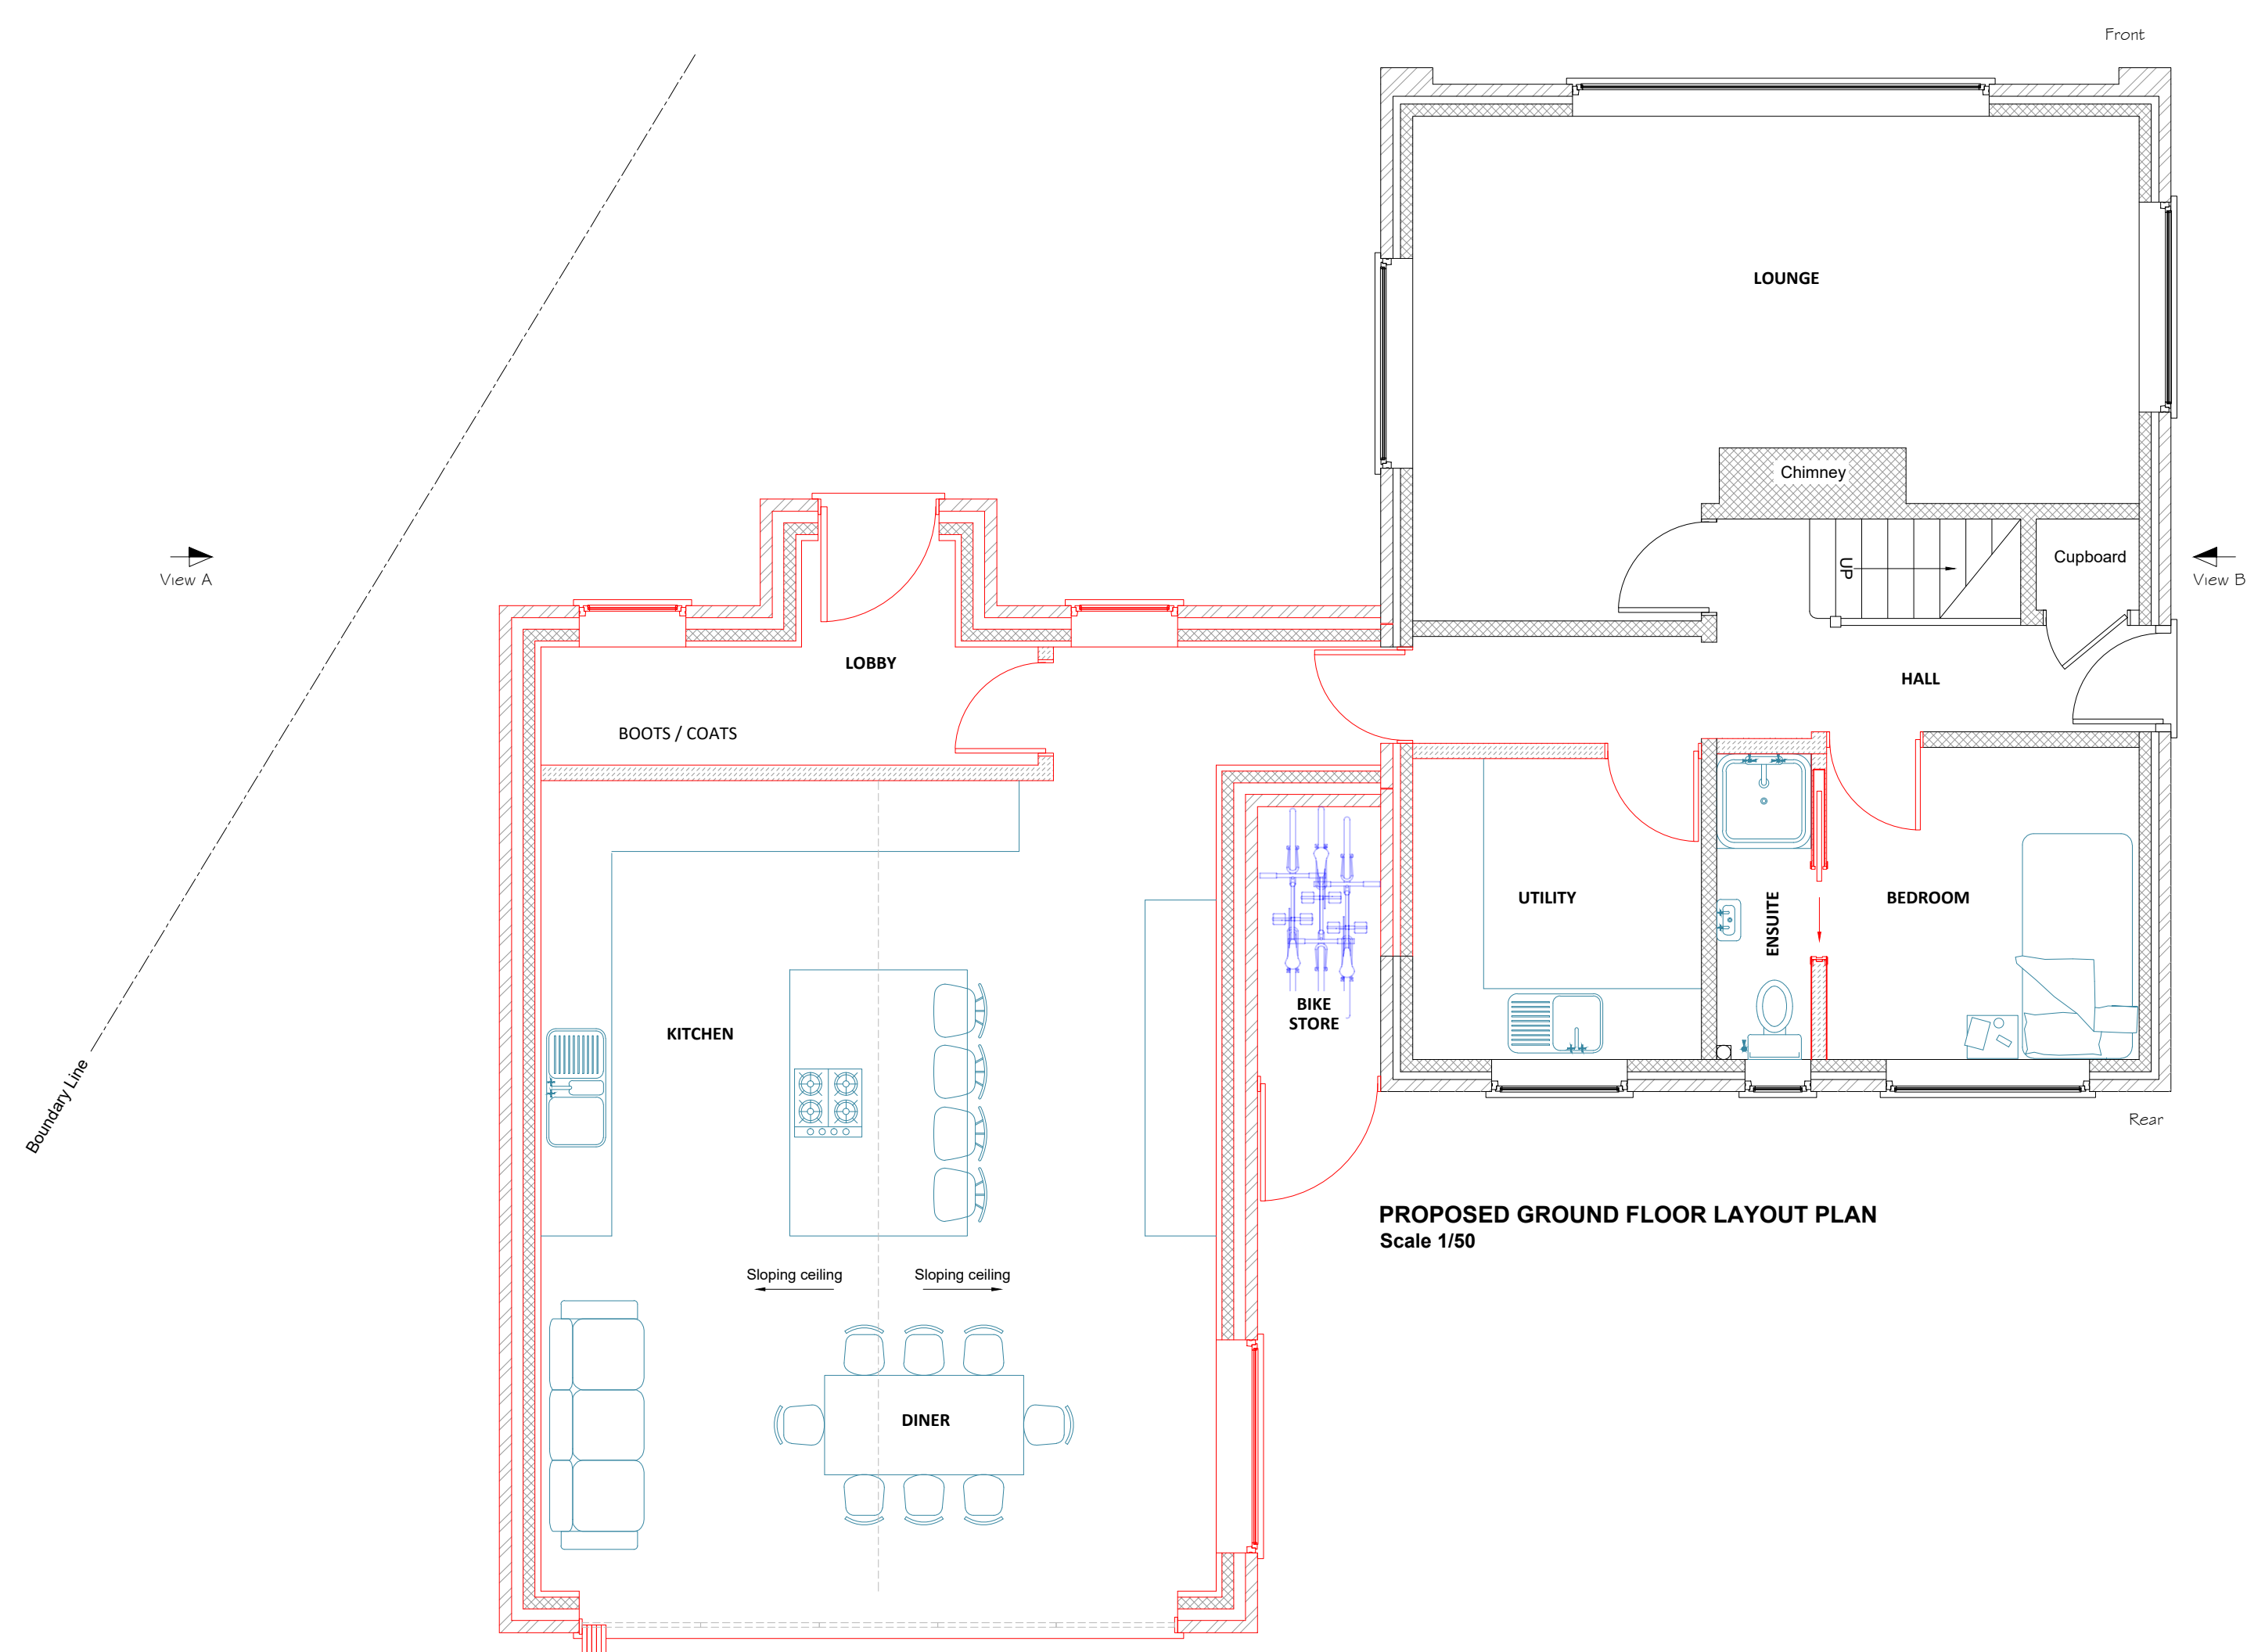 Front
LOUNGE
Chimney
UP
Cupboard
View A
View B
LOBBY
HALL
BOOTS / COATS
UTILITY
ENSUITE
BEDROOM
BIKE
STORE
KITCHEN
Boundary Line
Rear
PROPOSED GROUND FLOOR LAYOUT PLAN
Scale 1/50
Sloping ceiling
Sloping ceiling
DINER